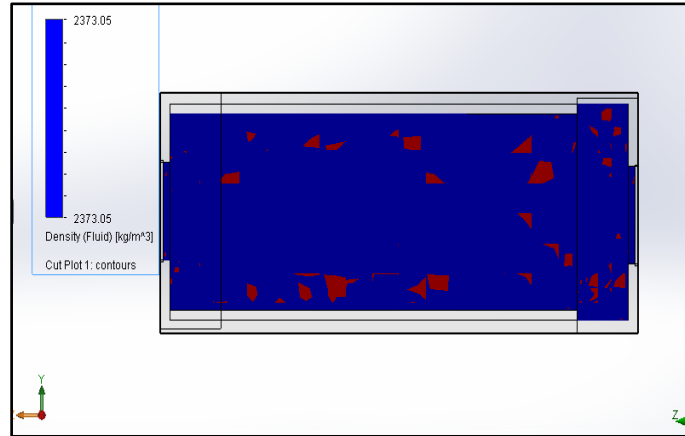 2373.05
2373.05
Density (Fluid) [kg/m^3]
Cut Plot 1: contours
Y
Z